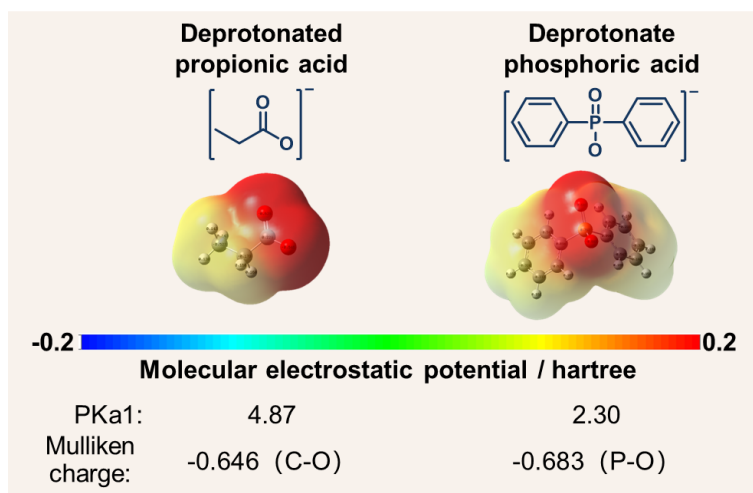 Deprotonated
propionic acid
Deprotonate
phosphoric acid
O
O
−
O
P
O
−
-0.2
0.2
Molecular electrostatic potential / hartree
PKa1:
4.87
2.30
Mulliken
charge:
-0.646 (C-O)
-0.683 (P-O)